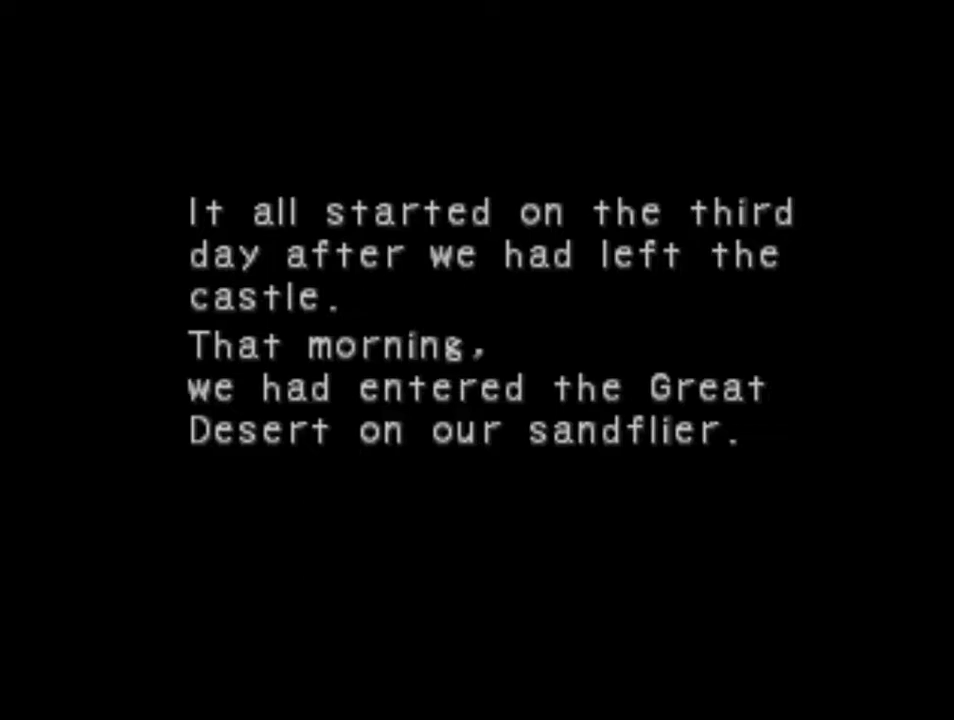 It all started on the third
day after we had left the
castle.
That morning,
we had entered the Great
Desert on our sandflier.